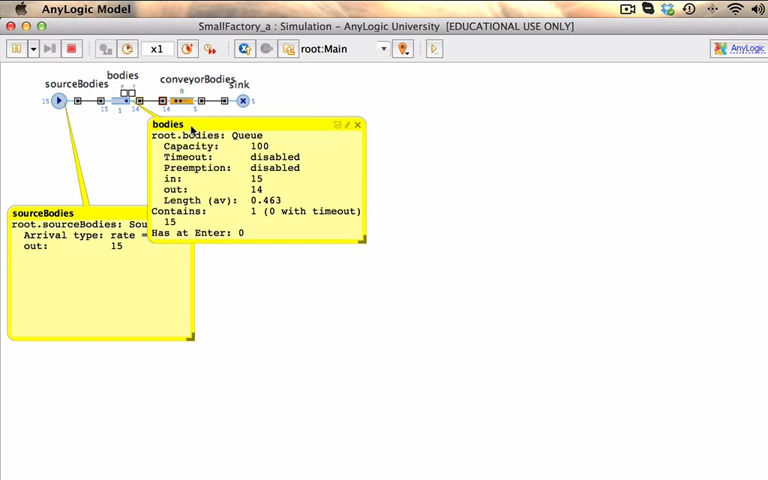 AnyLogic Model
SmallFactory_a : Simulation – AnyLogic University [EDUCATIONAL USE ONLY]
x1
root:Main
AnyLogic
sourceBodies
bodies
conveyorBodies
sink
9
15
15
1
14
14
5
5
bodies
root.bodies: Queue
Capacity: 100
Timeout: disabled
Preemption: disabled
in: 15
out: 14
Length (av): 0.463
Contains: 1 (0 with timeout)
15
Has at Enter: 0
sourceBodies
root.sourceBodies: Sou
Arrival type: rate =
out: 15